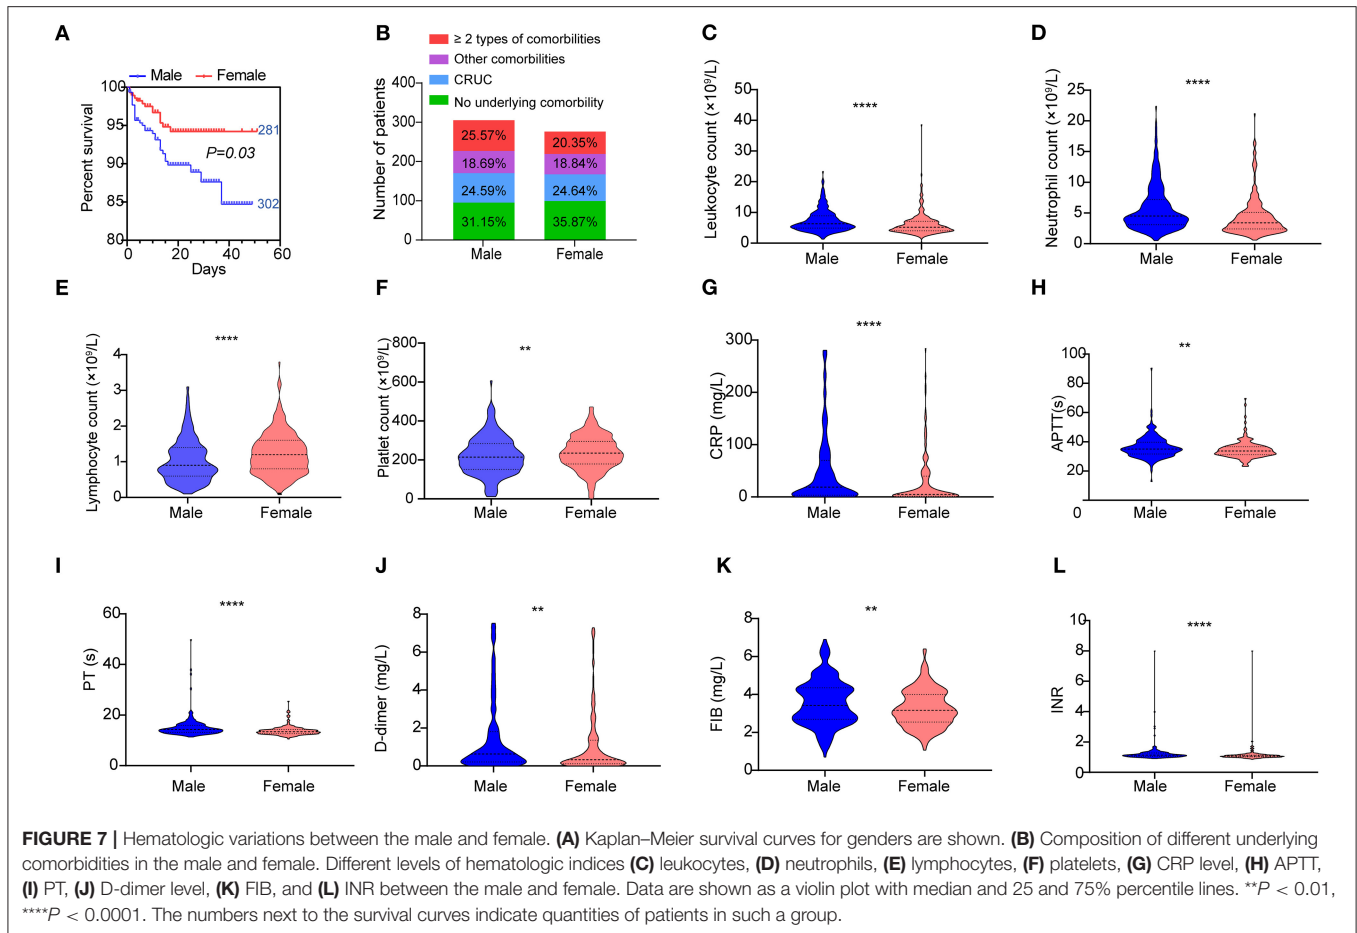 A
Male Female
Percent survival
100
95
90
85
80
281
P=0.03
302
0 20 40 60
Days
B
≥ 2 types of comorbilities
Other comorbilities
CRUC
No underlying comorbility
Number of patients
400
300
200
100
0
25.57% 20.35%
18.69% 18.84%
24.59% 24.64%
31.15% 35.87%
Male Female
C
Leukocyte count (×10⁹/L)
50
40
30
20
10
0
****
Male Female
D
Neutrophil count (×10⁹/L)
25
20
15
10
5
0
****
Male Female
E
Lymphocyte count (×10⁹/L)
4
3
2
1
0
****
Male Female
F
Platelet count (×10⁹/L)
800
600
400
200
0
**
Male Female
G
CRP (mg/L)
300
200
100
0
****
Male Female
H
APTT(s)
100
80
60
40
20
0
**
Male Female
I
PT (s)
60
40
20
0
****
Male Female
J
D-dimer (mg/L)
8
6
4
2
0
**
Male Female
K
FIB (mg/L)
8
6
4
2
0
**
Male Female
L
INR
10
8
6
4
2
0
****
Male Female
FIGURE 7 | Hematologic variations between the male and female. (A) Kaplan–Meier survival curves for genders are shown. (B) Composition of different underlying
comorbidities in the male and female. Different levels of hematologic indices (C) leukocytes, (D) neutrophils, (E) lymphocytes, (F) platelets, (G) CRP level, (H) APTT,
(I) PT, (J) D-dimer level, (K) FIB, and (L) INR between the male and female. Data are shown as a violin plot with median and 25 and 75% percentile lines. **P < 0.01,
****P < 0.0001. The numbers next to the survival curves indicate quantities of patients in such a group.